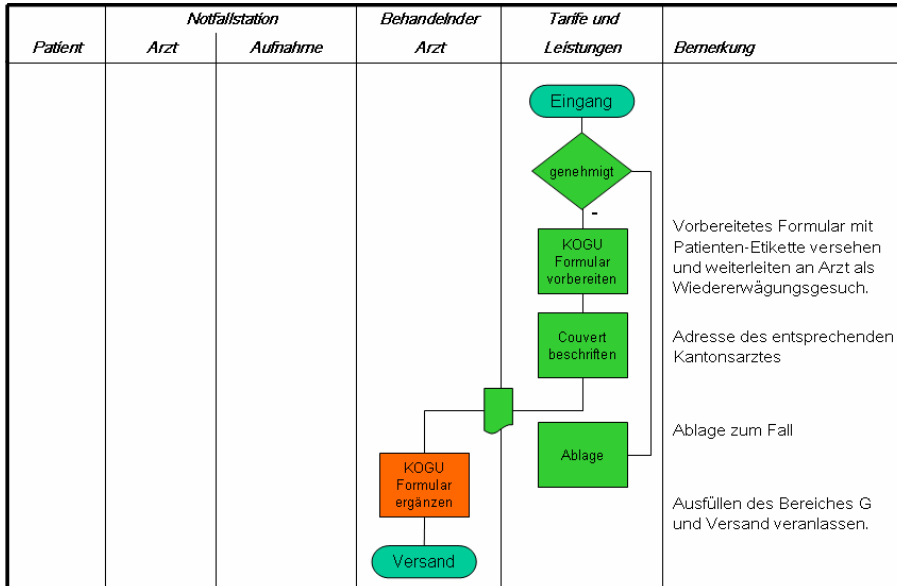 Notfallstation
Behandelnder
Tarife und
Patient
Arzt
Aufnahme
Arzt
Leistungen
Bemerkung
Eingang
genehmigt
-
KOGU
Formular
vorbereiten
Vorbereitetes Formular mit
Patienten-Etikette versehen
und weiterleiten an Arzt als
Wiedererwägungsgesuch.
Couvert
beschriften
Adresse des entsprechenden
Kantonsarztes
Ablage
Ablage zum Fall
KOGU
Formular
ergänzen
Ausfüllen des Bereiches G
und Versand veranlassen.
Versand